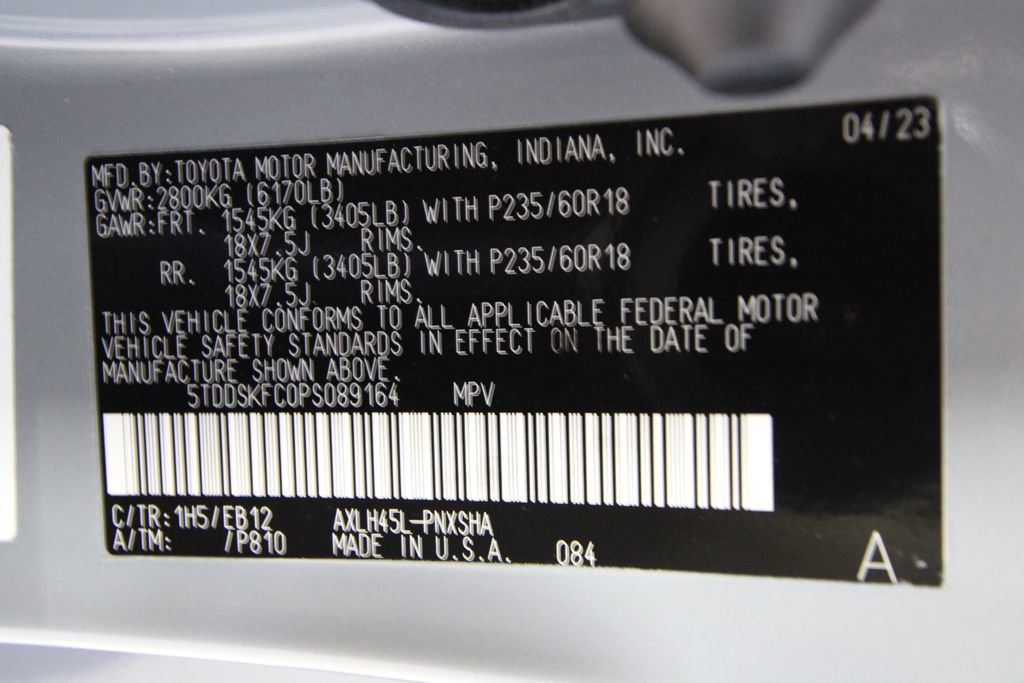 04/23
MFD.BY:TOYOTA MOTOR MANUFACTURING, INDIANA, INC.
GVWR:2800KG (6170LB)
GAWR:FRT. 1545KG (3405LB) WITH P235/60R18 TIRES,
18X7.5J RIMS.
RR. 1545KG (3405LB) WITH P235/60R18 TIRES,
18X7.5J RIMS.
THIS VEHICLE CONFORMS TO ALL APPLICABLE FEDERAL MOTOR
VEHICLE SAFETY STANDARDS IN EFFECT ON THE DATE OF
MANUFACTURE SHOWN ABOVE.
5TDDSKFC0PS089164 MPV
C/TR:1H5/EB12 AXLH45L-PNXSHA
A/TM: /P810 MADE IN U.S.A. 084
A